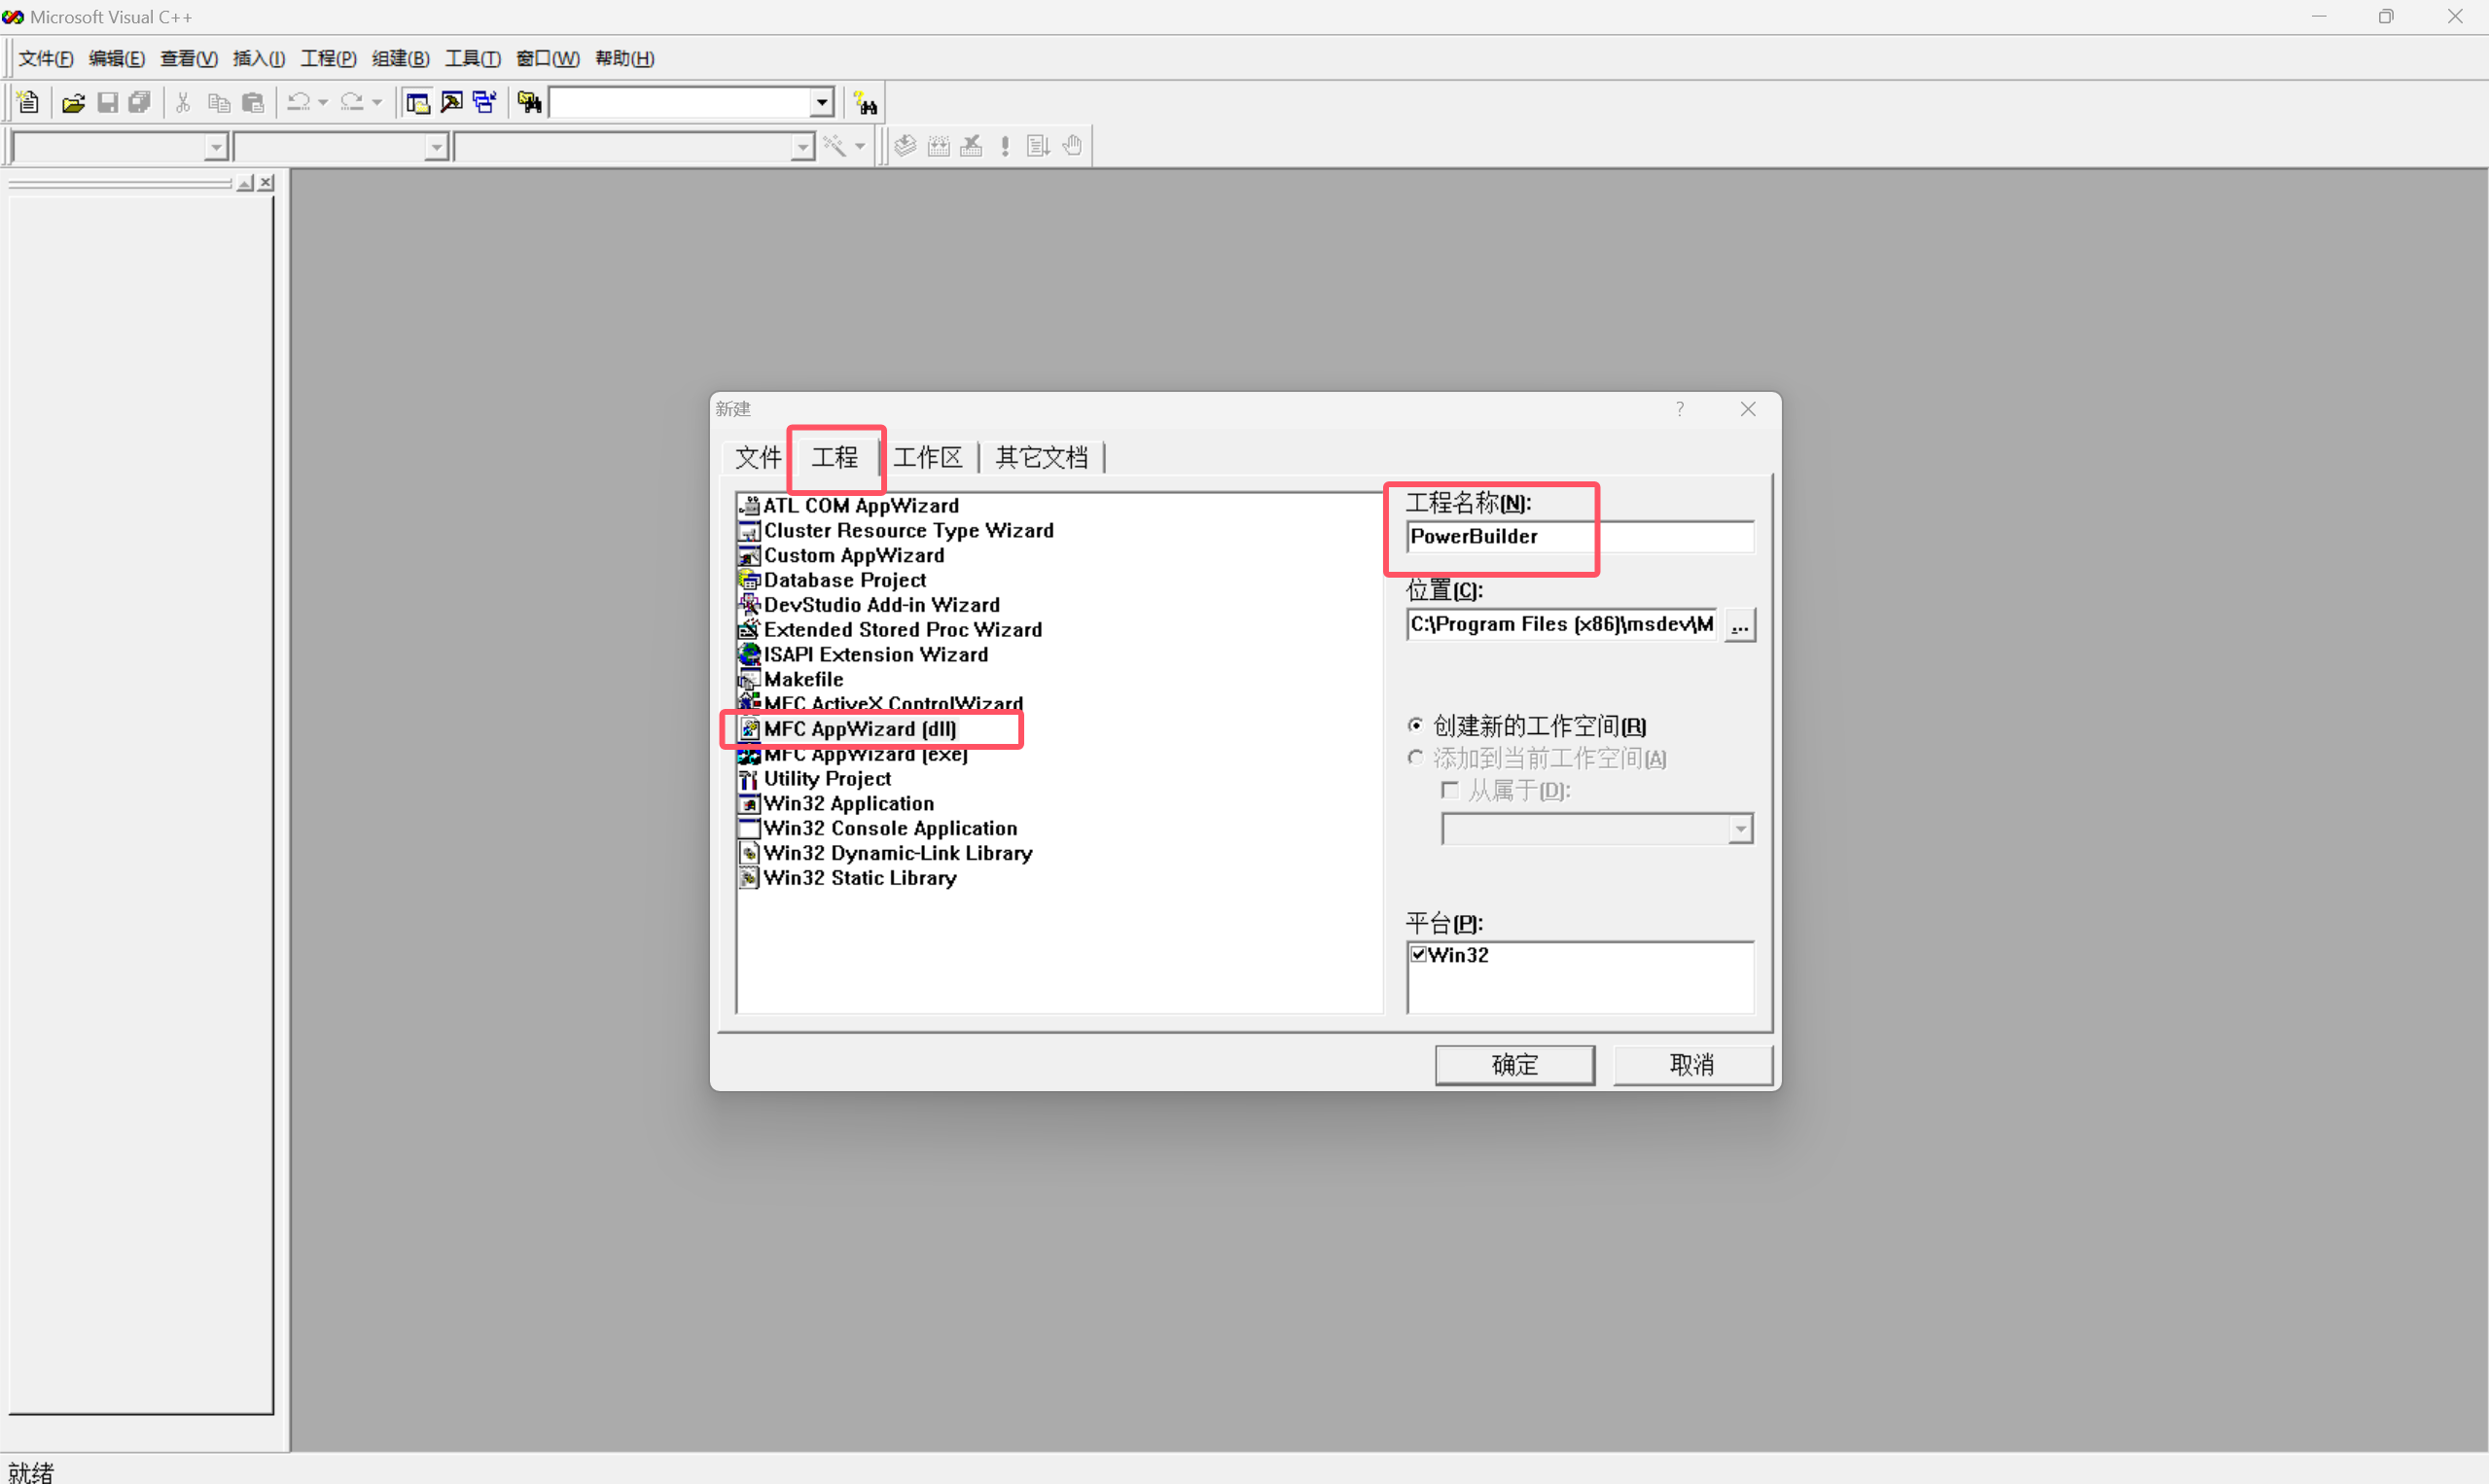 Microsoft Visual C++
文件(F) 编辑(E) 查看(V) 插入(I) 工程(P) 组建(B) 工具(T) 窗口(W) 帮助(H)
新建
文件 工程 工作区 其它文档
ATL COM AppWizard
Cluster Resource Type Wizard
Custom AppWizard
Database Project
DevStudio Add-in Wizard
Extended Stored Proc Wizard
ISAPI Extension Wizard
Makefile
MFC ActiveX ControlWizard
MFC AppWizard (dll)
MFC AppWizard (exe)
Utility Project
Win32 Application
Win32 Console Application
Win32 Dynamic-Link Library
Win32 Static Library
工程名称(N):
PowerBuilder
位置(C):
C:\Program Files (x86)\msdev\M ...
创建新的工作空间(R)
添加到当前工作空间(A)
从属于(D):
平台(P):
Win32
确定 取消
就绪